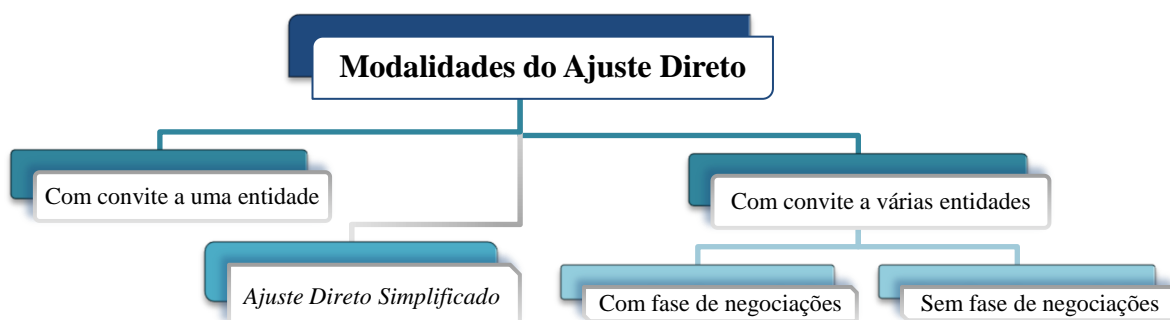 Modalidades do Ajuste Direto
Com convite a uma entidade
Com convite a várias entidades
Ajuste Direto Simplificado
Com fase de negociações
Sem fase de negociações